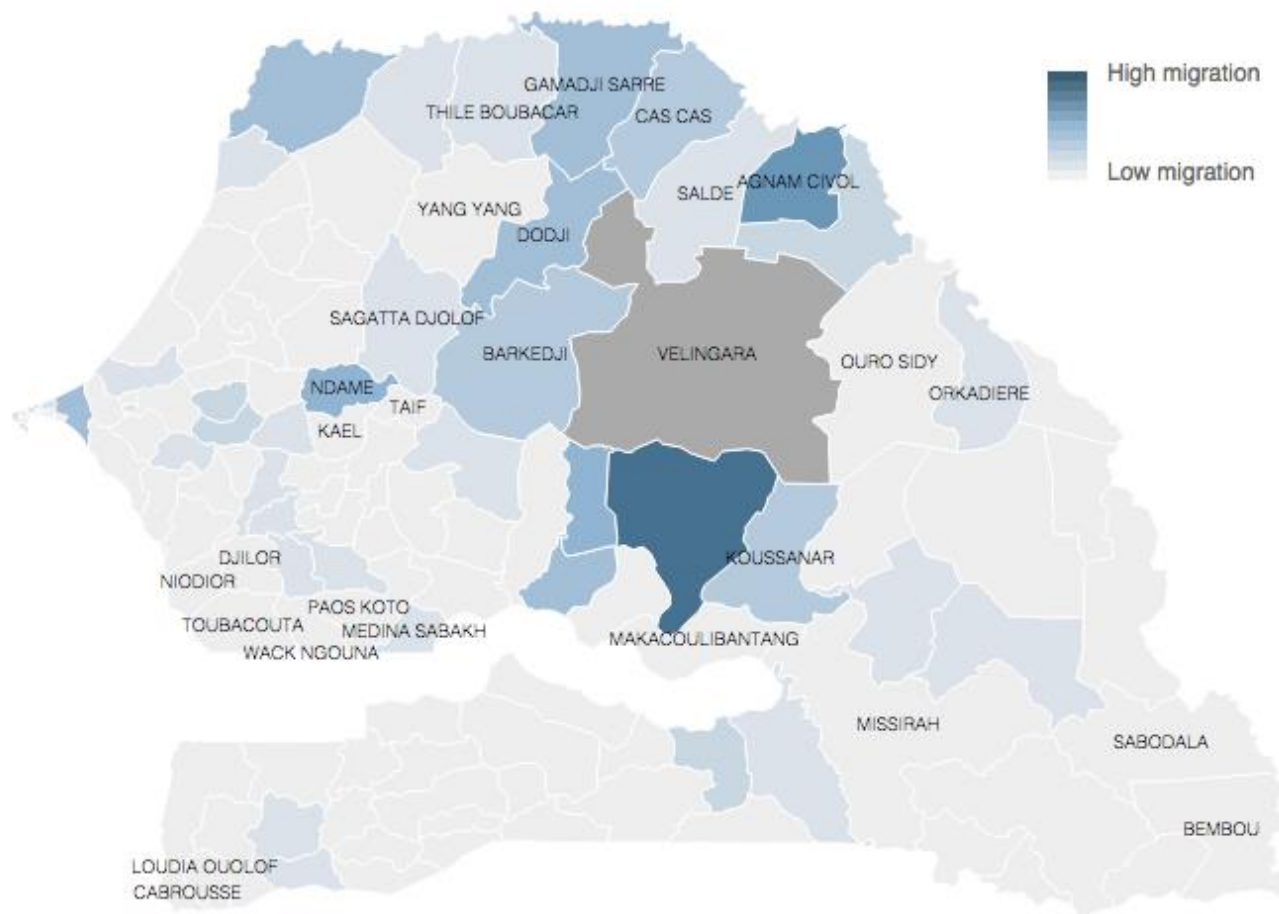 High migration
Low migration
GAMADJI SARRE
THILE BOUBACAR
CAS CAS
AGNAM CIVOL
SALDE
YANG YANG
DODJI
SAGATTA DJOLOF
BARKEDJI
VELINGARA
OURO SIDY
ORKADIERE
NDAME
TAIF
KAEL
DJILOR
KOUSSANAR
NIODIOR
PAOS KOTO
TOUBACOUTA
MEDINA SABAKH
MAKACOULIBANTANG
WACK NGOUNA
MISSIRAH
SABODALA
BEMBOU
LOUDIA OUOLOF
CABROUSSE